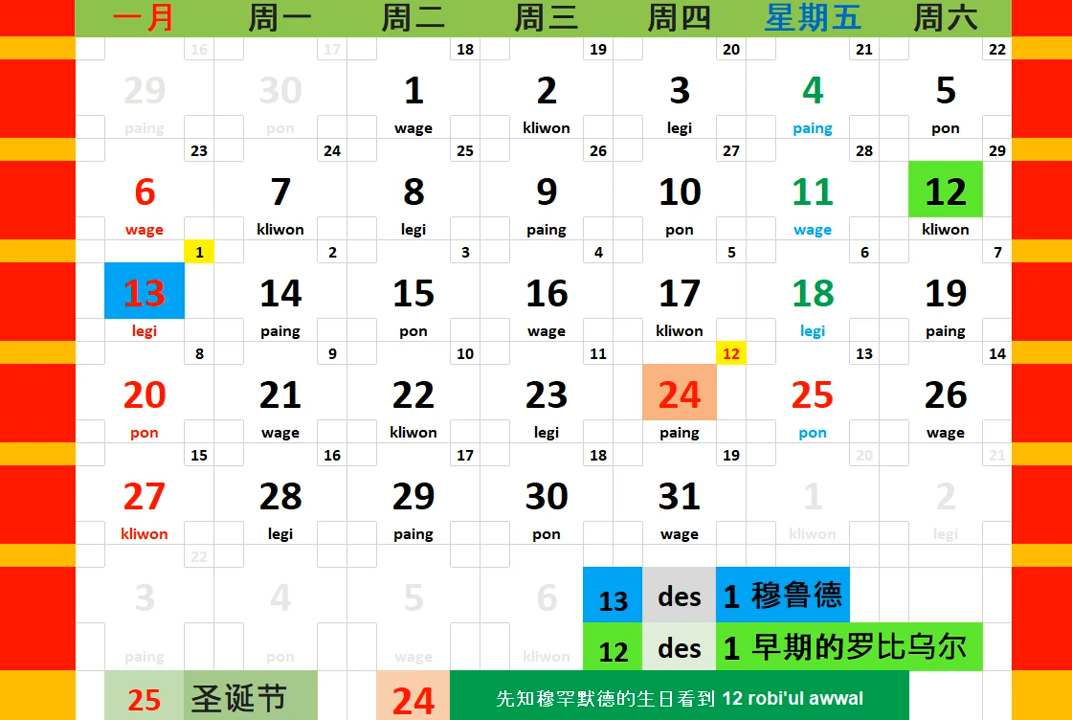 一月 周一 周二 周三 周四 星期五 周六
16 17 18 19 20 21 22
29 30 1 2 3 4 5
paing pon wage kliwon legi paing pon
23 24 25 26 27 28 29
6 7 8 9 10 11 12
wage kliwon legi paing pon wage kliwon
1 2 3 4 5 6 7
13 14 15 16 17 18 19
legi paing pon wage kliwon legi paing
8 9 10 11 12 13 14
20 21 22 23 24 25 26
pon wage kliwon legi paing pon wage
15 16 17 18 19 20 21
27 28 29 30 31 1 2
kliwon legi paing pon wage kliwon legi
22
3 4 5 6 13 des 1 穆鲁德
paing pon wage kliwon 12 des 1 早期的罗比乌尔
25 圣诞节 24 先知穆罕默德的生日看到 12 robi'ul awwal